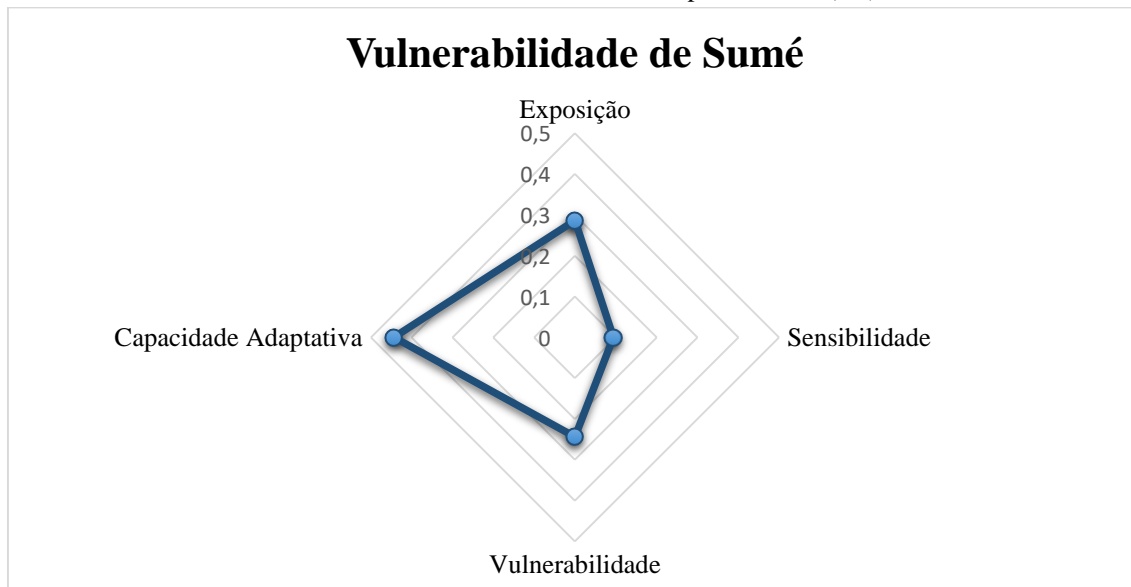 Vulnerabilidade de Sumé
Exposição
0,5
0,4
0,3
0,2
0,1
0
Capacidade Adaptativa
Sensibilidade
Vulnerabilidade